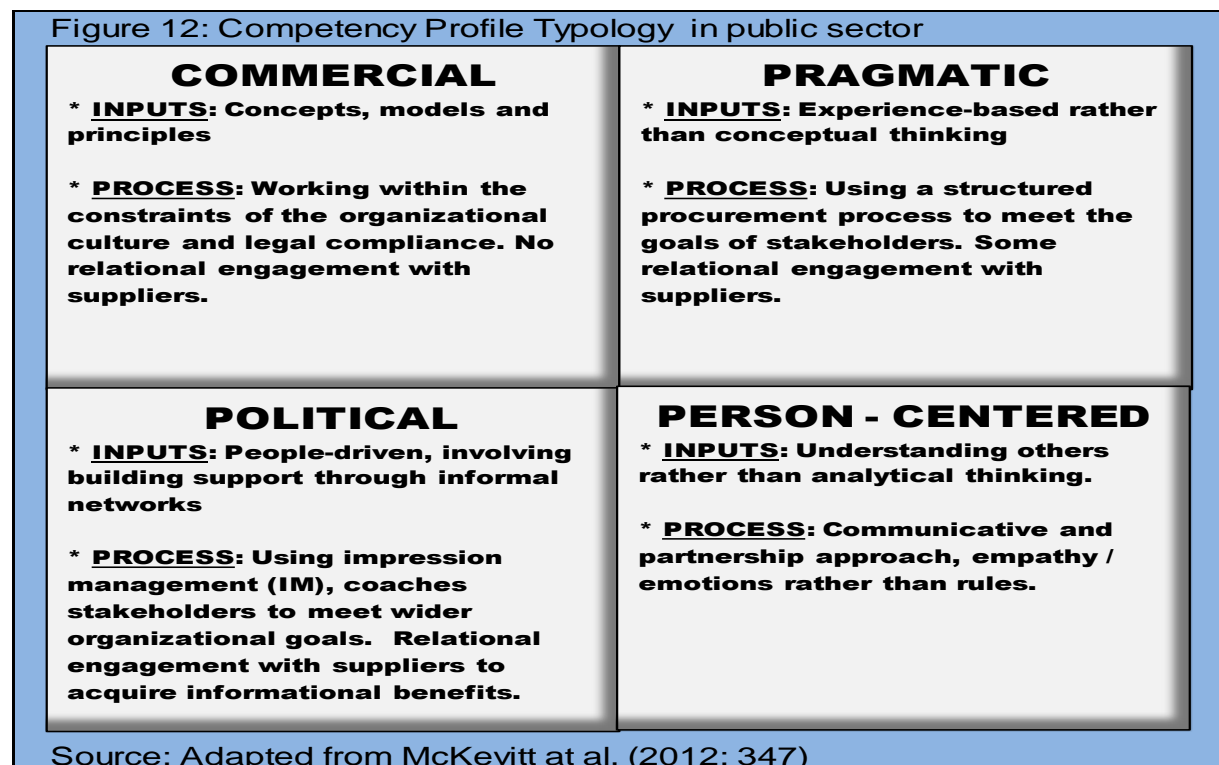 Figure 12: Competency Profile Typology in public sector
COMMERCIAL
* INPUTS: Concepts, models and
principles
* PROCESS: Working within the
constraints of the organizational
culture and legal compliance. No
relational engagement with
suppliers.
PRAGMATIC
* INPUTS: Experience-based rather
than conceptual thinking
* PROCESS: Using a structured
procurement process to meet the
goals of stakeholders. Some
relational engagement with
suppliers.
POLITICAL
* INPUTS: People-driven, involving
building support through informal
networks
* PROCESS: Using impression
management (IM), coaches
stakeholders to meet wider
organizational goals. Relational
engagement with suppliers to
acquire informational benefits.
PERSON - CENTERED
* INPUTS: Understanding others
rather than analytical thinking.
* PROCESS: Communicative and
partnership approach, empathy /
emotions rather than rules.
Source: Adapted from McKevitt at al. (2012: 347)